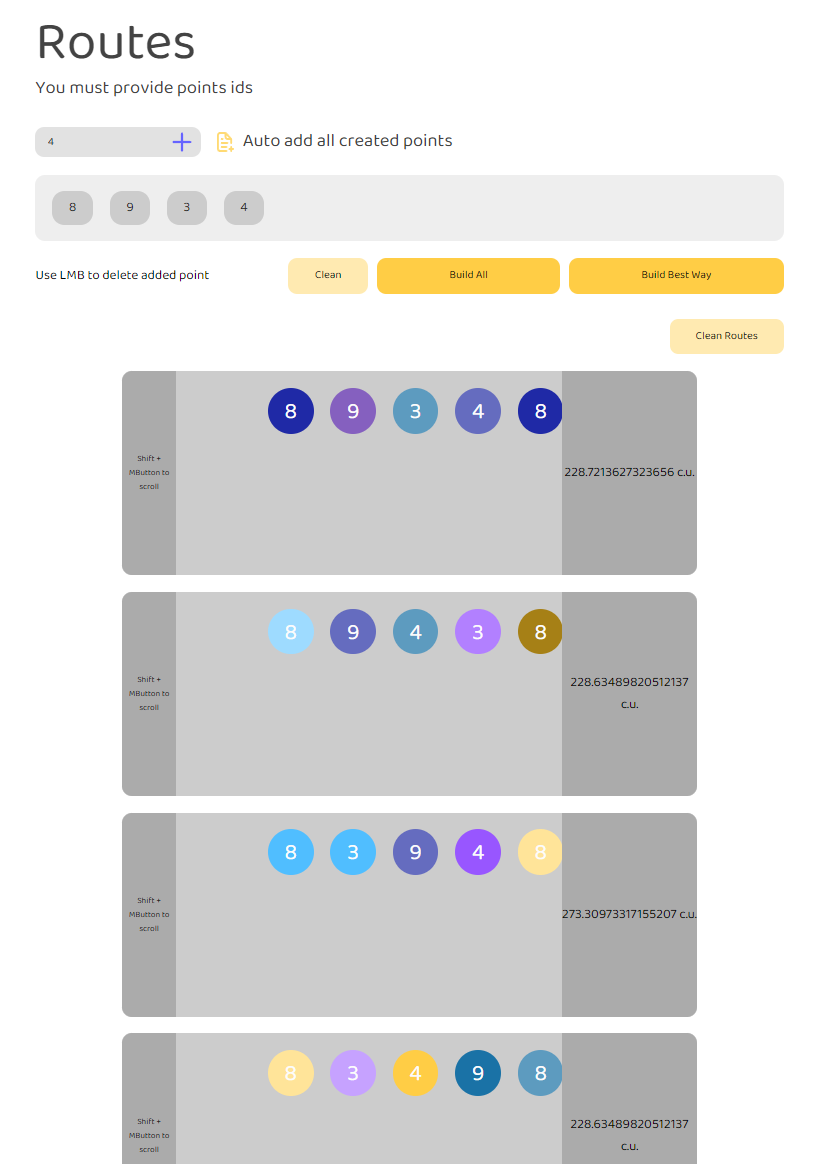 Routes
You must provide points ids
4
Auto add all created points
8 9 3 4
Use LMB to delete added point
Clean
Build All
Build Best Way
Clean Routes
Shift +
MButton to
scroll
8 9 3 4 8
228.7213627323656 c.u.
Shift +
MButton to
scroll
8 9 4 3 8
228.63489820512137
c.u.
Shift +
MButton to
scroll
8 3 9 4 8
273.30973317155207 c.u.
Shift +
MButton to
scroll
8 3 4 9 8
228.63489820512137
c.u.